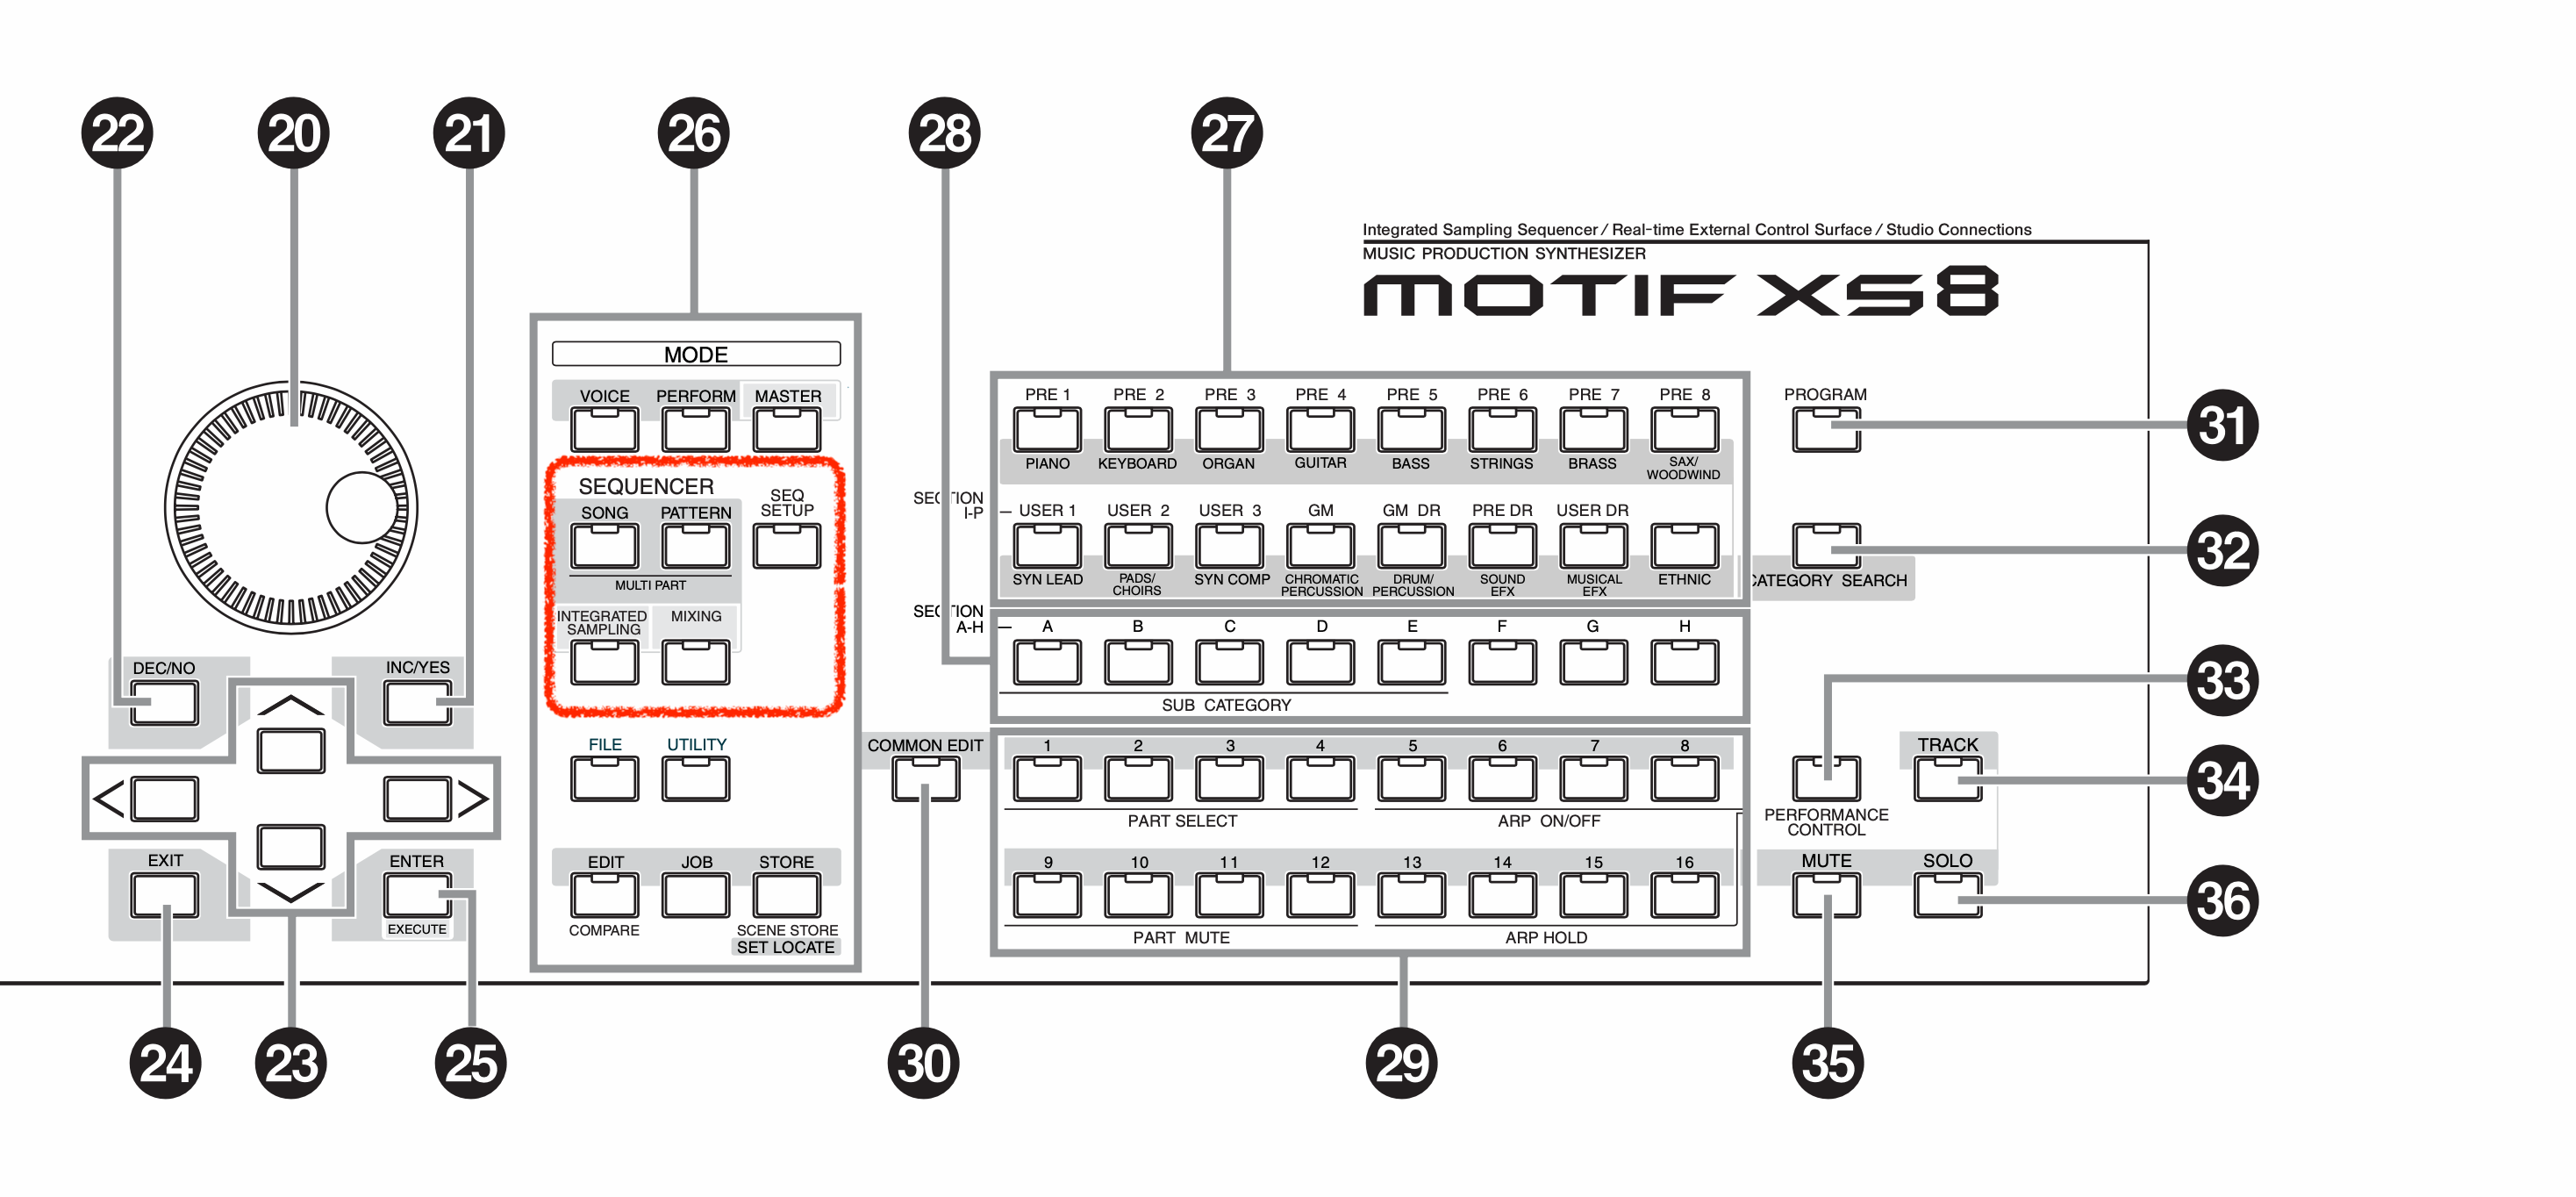 22 20 21 26 28 27
Integrated Sampling Sequencer / Real-time External Control Surface / Studio Connections
MUSIC PRODUCTION SYNTHESIZER
MOTIF XS8
MODE
VOICE PERFORM MASTER
SEQUENCER
SEQ
SETUP
SONG PATTERN
MULTI PART
INTEGRATED
SAMPLING
MIXING
FILE UTILITY
EDIT JOB STORE
COMPARE
SCENE STORE
SET LOCATE
DEC/NO INC/YES
EXIT ENTER
EXECUTE
COMMON EDIT
PRE 1 PRE 2 PRE 3 PRE 4 PRE 5 PRE 6 PRE 7 PRE 8
PIANO KEYBOARD ORGAN GUITAR BASS STRINGS BRASS
SAX/
WOODWIND
SECTION
I-P
USER 1 USER 2 USER 3 GM GM DR PRE DR USER DR
SYN LEAD
PADS/
CHOIRS
SYN COMP
CHROMATIC
PERCUSSION
DRUM/
PERCUSSION
SOUND
EFX
MUSICAL
EFX
ETHNIC
SECTION
A-H
A B C D E F G H
SUB CATEGORY
1 2 3 4 5 6 7 8
PART SELECT ARP ON/OFF
9 10 11 12 13 14 15 16
PART MUTE ARP HOLD
PROGRAM
CATEGORY SEARCH
PERFORMANCE
CONTROL
TRACK
MUTE SOLO
31
32
33
34
36
24 23 25 30 29 35